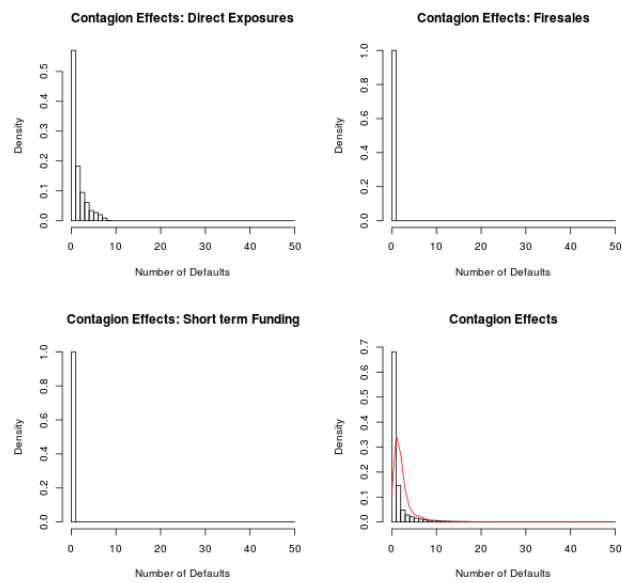 Contagion Effects: Direct Exposures
Density
0.0 0.1 0.2 0.3 0.4 0.5
0 10 20 30 40 50
Number of Defaults
Contagion Effects: Firesales
Density
0.0 0.2 0.4 0.6 0.8 1.0
0 10 20 30 40 50
Number of Defaults
Contagion Effects: Short term Funding
Density
0.0 0.2 0.4 0.6 0.8 1.0
0 10 20 30 40 50
Number of Defaults
Contagion Effects
Density
0.0 0.1 0.2 0.3 0.4 0.5 0.6 0.7
0 10 20 30 40 50
Number of Defaults